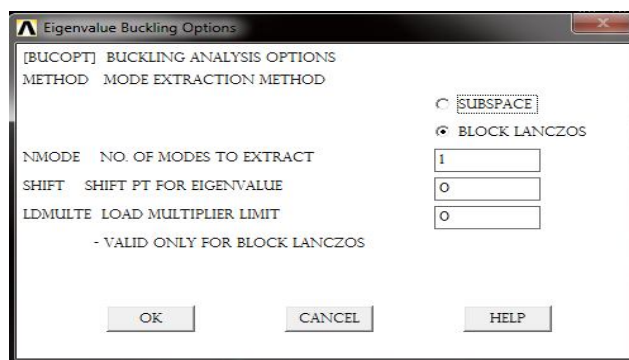 Eigenvalue Buckling Options
[BUCOPT] BUCKLING ANALYSIS OPTIONS
METHOD MODE EXTRACTION METHOD
SUBSPACE
BLOCK LANCZOS
NMODE NO. OF MODES TO EXTRACT 1
SHIFT SHIFT PT FOR EIGENVALUE 0
LDMULTE LOAD MULTIPLIER LIMIT 0
- VALID ONLY FOR BLOCK LANCZOS
OK CANCEL HELP